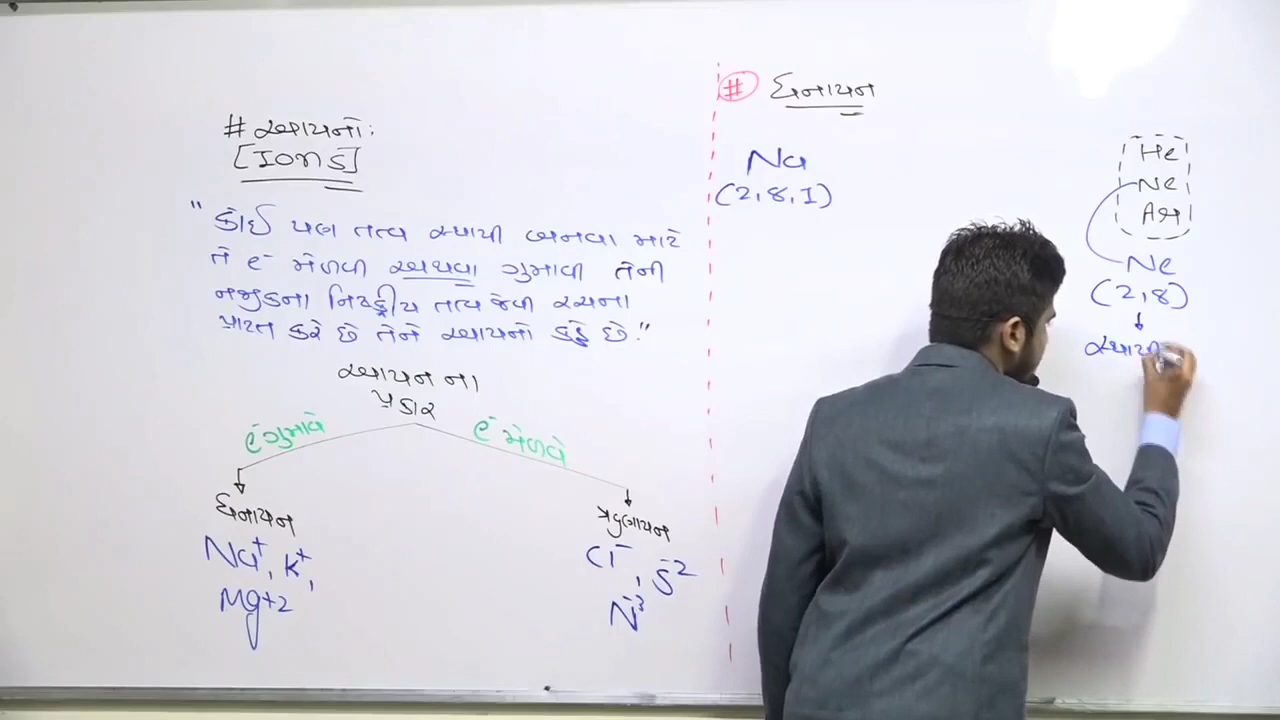 # આયનો:
[Ions]
"કોઈ પણ તત્વ સ્થાયી બનવા માટે
તે e⁻ મેળવી અથવા ગુમાવી તેની
નજીકના નિષ્ક્રીય તત્વ જેવી રચના
પ્રાપ્ત કરે છે તેને આયનો કહે છે."
આયન ના
પ્રકાર
e⁻ ગુમાવે
e⁻ મેળવે
ધનાયન
Na⁺, K⁺,
Mg+2
ઋણાયન
Cl⁻, S⁻²
N⁻³
# ધનાયન
Na
(2,8,1)
He
Ne
Ar
Ne
(2,8)
↓
સ્થાયી